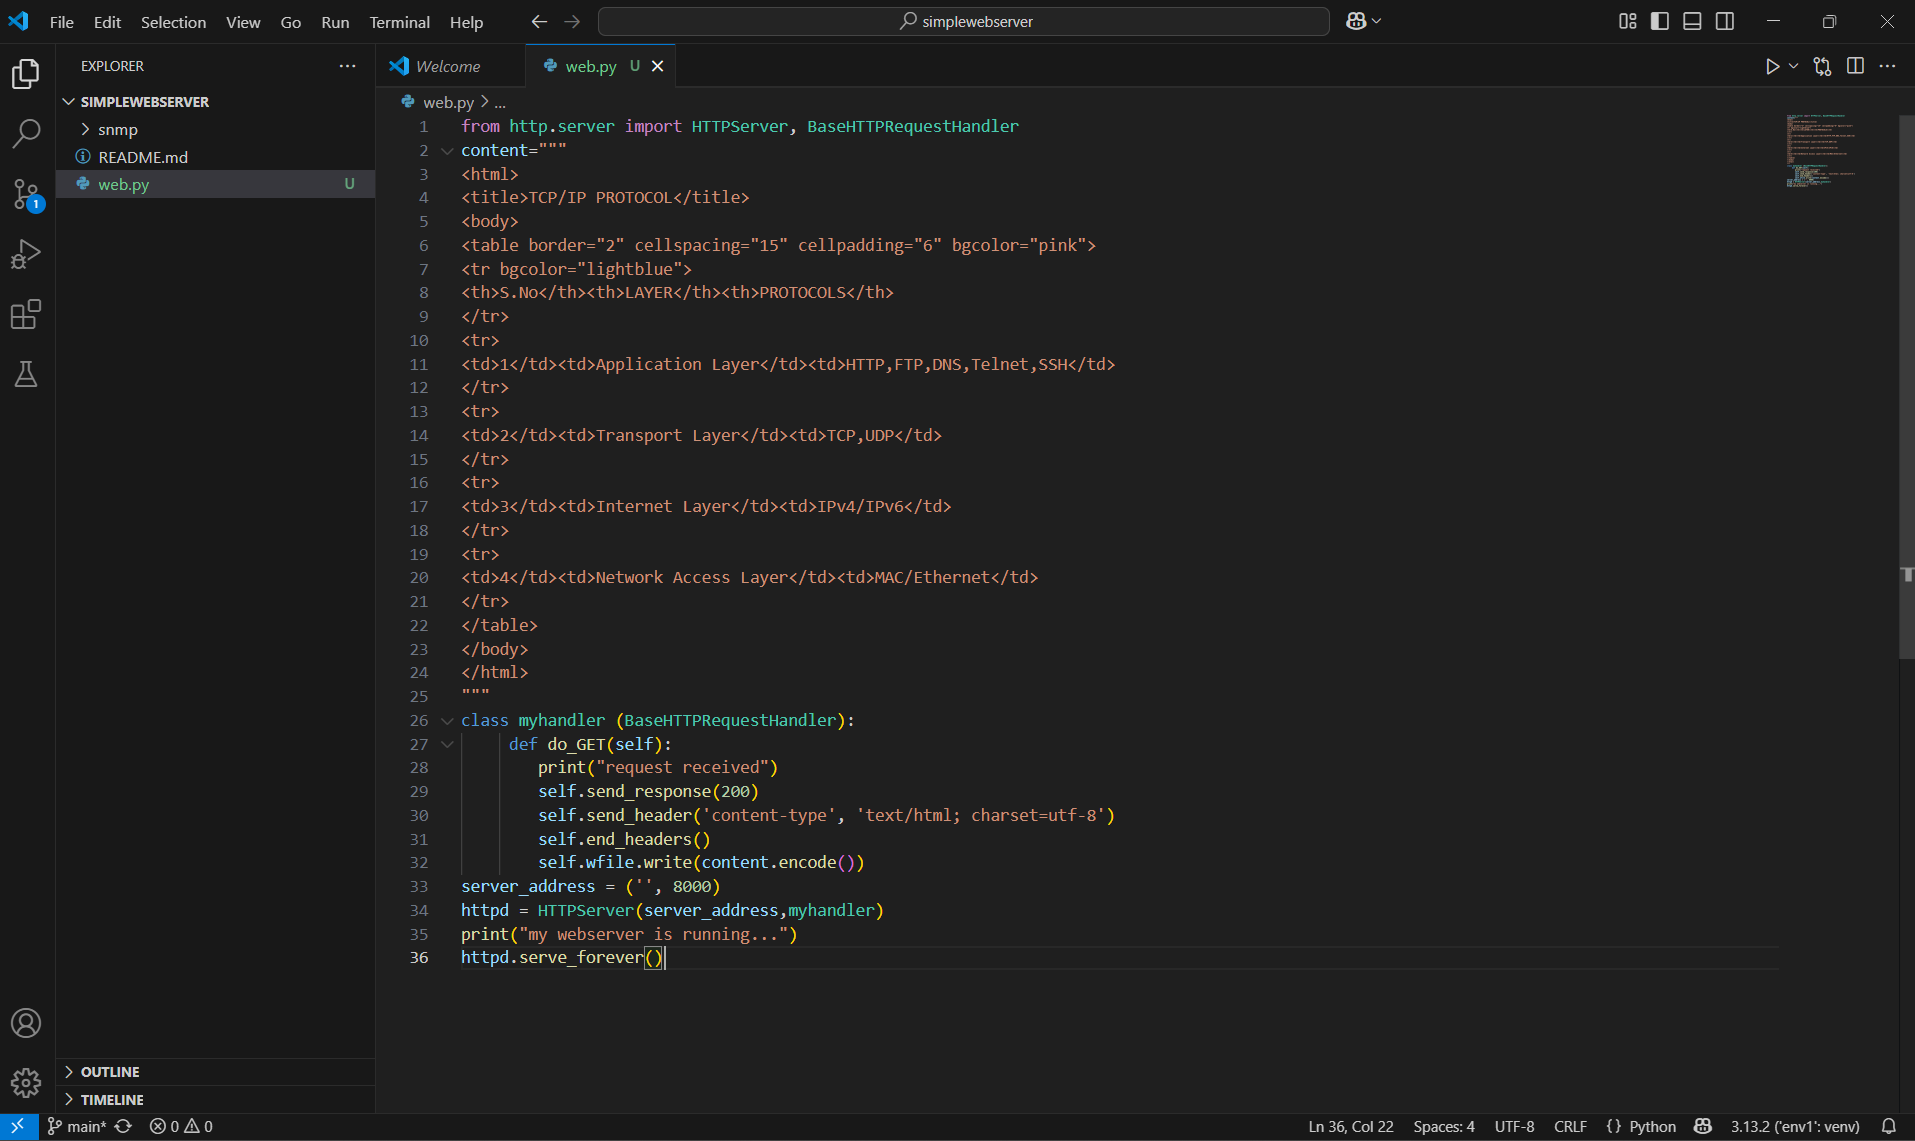 File Edit Selection View Go Run Terminal Help simplewebserver
EXPLORER
SIMPLEWEBSERVER
snmp
README.md
web.py U
OUTLINE
TIMELINE
Welcome web.py U
web.py > ...
1 from http.server import HTTPServer, BaseHTTPRequestHandler
2 content="""
3 <html>
4 <title>TCP/IP PROTOCOL</title>
5 <body>
6 <table border="2" cellspacing="15" cellpadding="6" bgcolor="pink">
7 <tr bgcolor="lightblue">
8 <th>S.No</th><th>LAYER</th><th>PROTOCOLS</th>
9 </tr>
10 <tr>
11 <td>1</td><td>Application Layer</td><td>HTTP,FTP,DNS,Telnet,SSH</td>
12 </tr>
13 <tr>
14 <td>2</td><td>Transport Layer</td><td>TCP,UDP</td>
15 </tr>
16 <tr>
17 <td>3</td><td>Internet Layer</td><td>IPv4/IPv6</td>
18 </tr>
19 <tr>
20 <td>4</td><td>Network Access Layer</td><td>MAC/Ethernet</td>
21 </tr>
22 </table>
23 </body>
24 </html>
25 """
26 class myhandler (BaseHTTPRequestHandler):
27 def do_GET(self):
28 print("request received")
29 self.send_response(200)
30 self.send_header('content-type', 'text/html; charset=utf-8')
31 self.end_headers()
32 self.wfile.write(content.encode())
33 server_address = ('', 8000)
34 httpd = HTTPServer(server_address,myhandler)
35 print("my webserver is running...")
36 httpd.serve_forever()
1
main* 0 0 Ln 36, Col 22 Spaces: 4 UTF-8 CRLF {} Python 3.13.2 ('env1': venv)